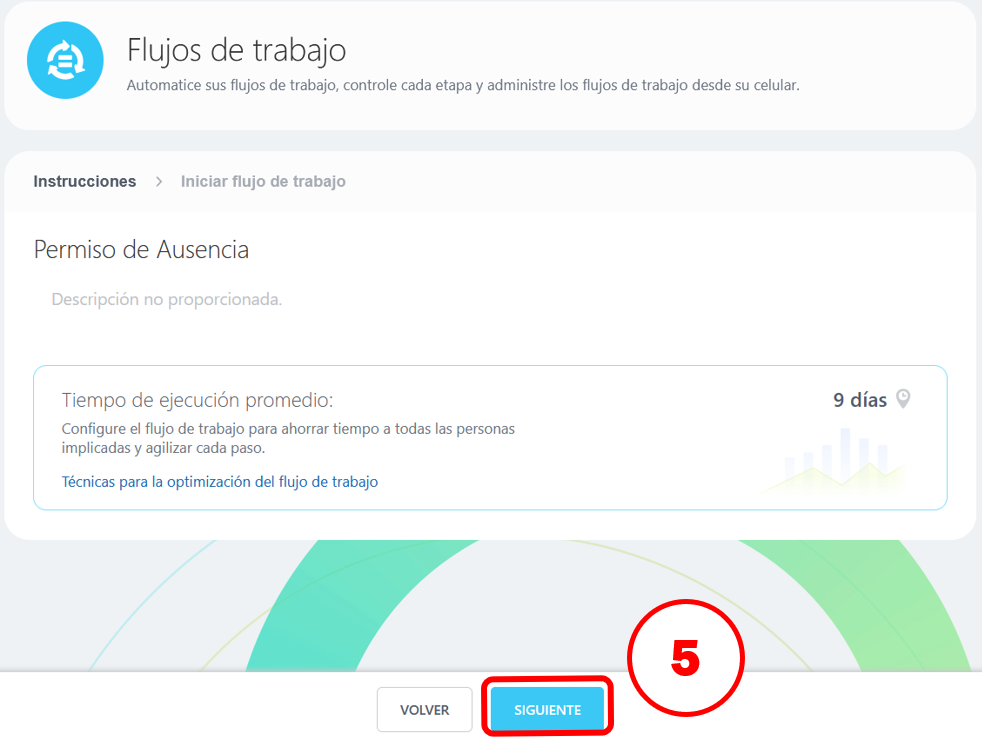 Flujos de trabajo
Automatice sus flujos de trabajo, controle cada etapa y administre los flujos de trabajo desde su celular.
Instrucciones > Iniciar flujo de trabajo
Permiso de Ausencia
Descripción no proporcionada.
Tiempo de ejecución promedio:
9 días
Configure el flujo de trabajo para ahorrar tiempo a todas las personas
implicadas y agilizar cada paso.
Técnicas para la optimización del flujo de trabajo
5
VOLVER
SIGUIENTE